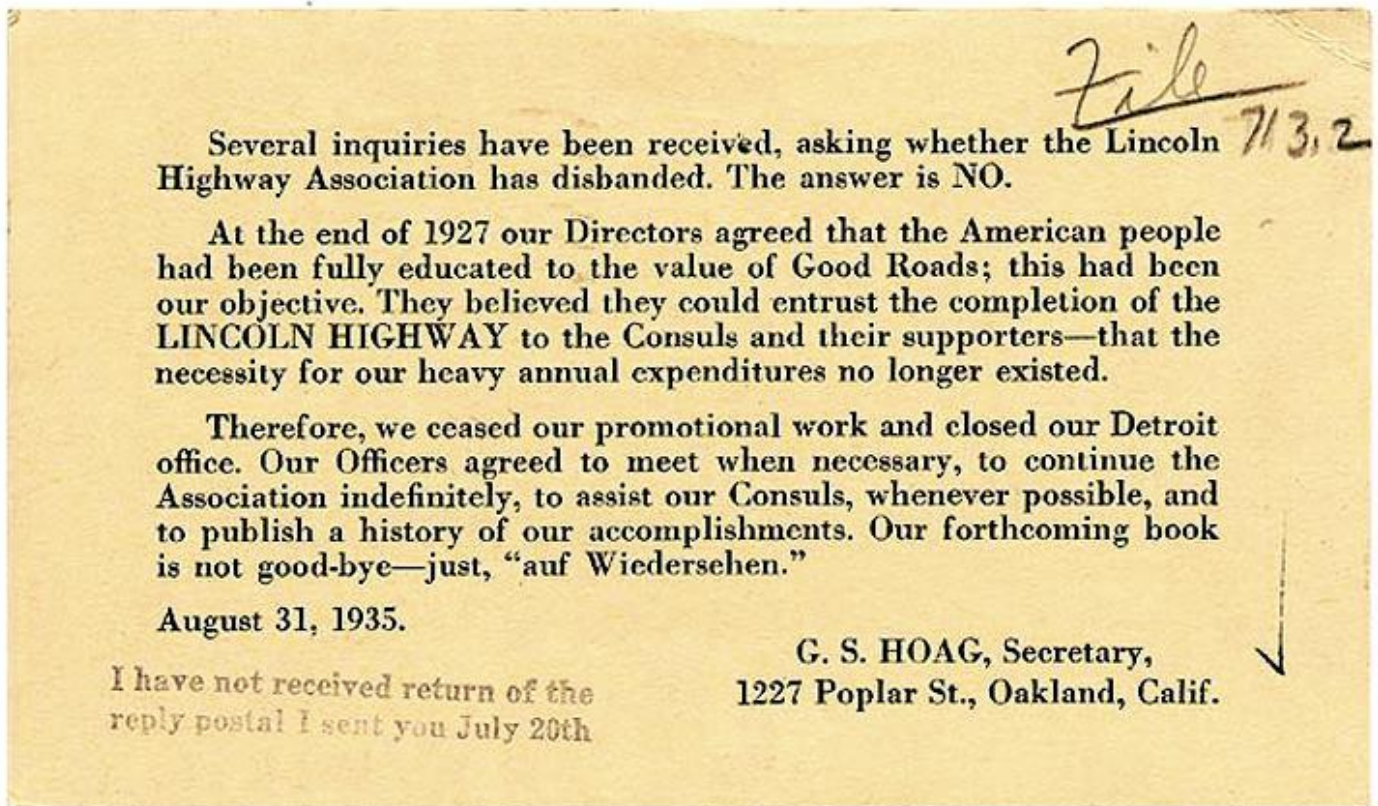 File
713.2
Several inquiries have been received, asking whether the Lincoln
Highway Association has disbanded. The answer is NO.
At the end of 1927 our Directors agreed that the American people
had been fully educated to the value of Good Roads; this had been
our objective. They believed they could entrust the completion of the
LINCOLN HIGHWAY to the Consuls and their supporters—that the
necessity for our heavy annual expenditures no longer existed.
Therefore, we ceased our promotional work and closed our Detroit
office. Our Officers agreed to meet when necessary, to continue the
Association indefinitely, to assist our Consuls, whenever possible, and
to publish a history of our accomplishments. Our forthcoming book
is not good-bye—just, “auf Wiedersehen.”
August 31, 1935.
G. S. HOAG, Secretary,
1227 Poplar St., Oakland, Calif.
I have not received return of the
reply postal I sent you July 20th